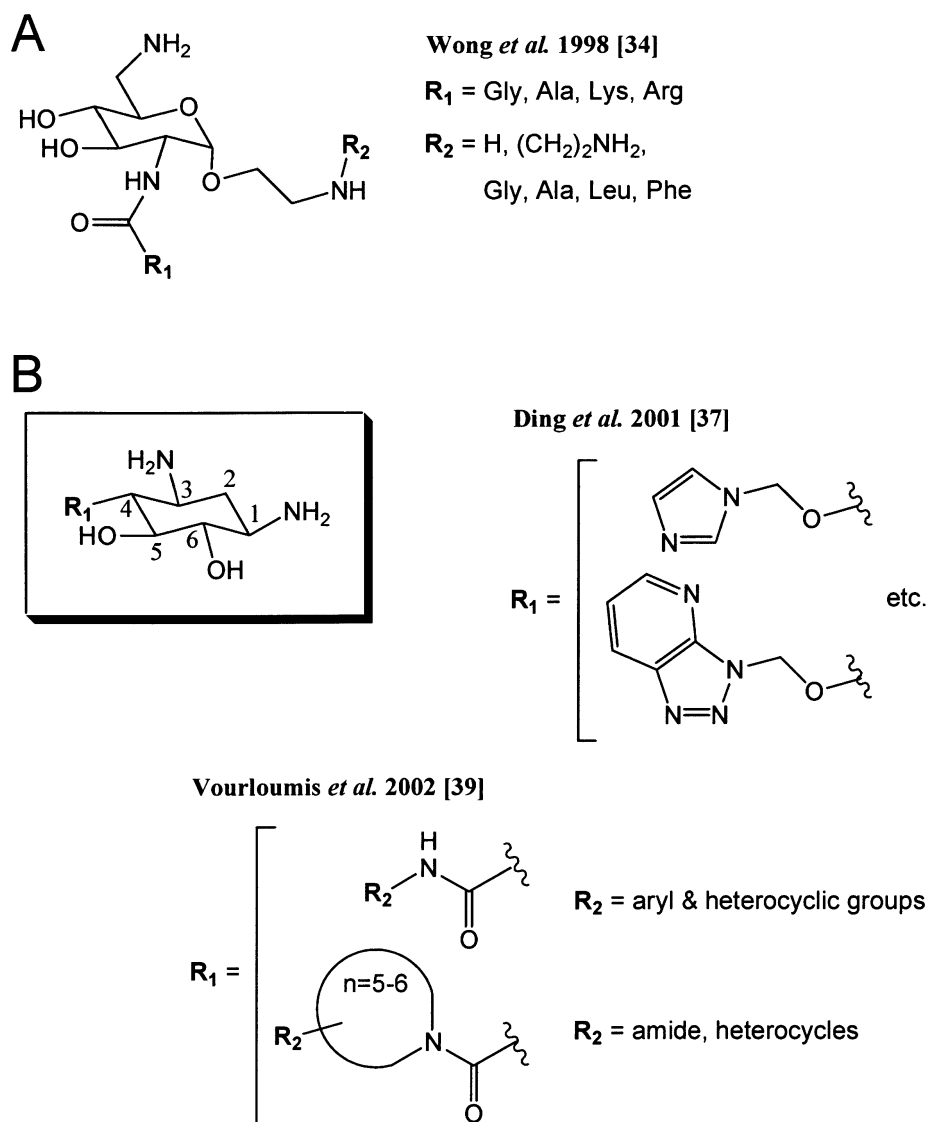 A
NH2
HO
HO
O
HN
O
O
R1
R2
NH
Wong et al. 1998 [34]
R1 = Gly, Ala, Lys, Arg
R2 = H, (CH2)2NH2,
Gly, Ala, Leu, Phe
B
H2N
2
R1
4
3
1
NH2
HO
5
6
OH
Ding et al. 2001 [37]
N
N
O
R1 =
etc.
N
N
N=N
O
Vourloumis et al. 2002 [39]
R1 =
H
N
R2
O
R2 = aryl & heterocyclic groups
n=5-6
R2
N
O
R2 = amide, heterocycles